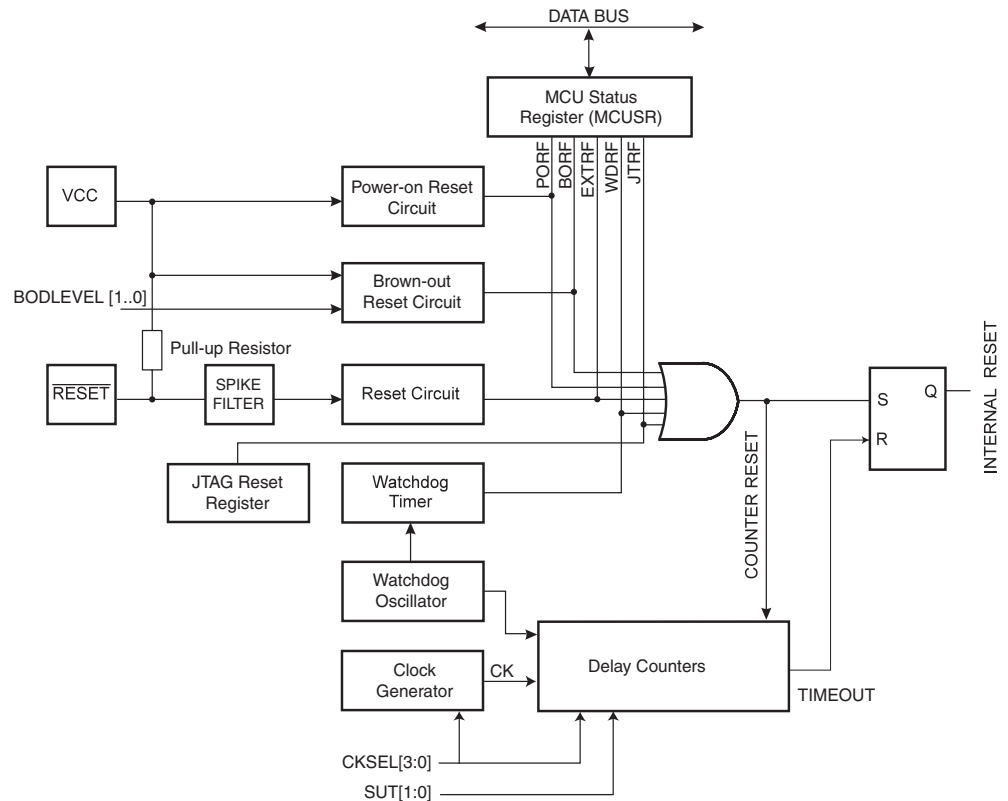 DATA BUS
MCU Status
Register (MCUSR)
PORF
BORF
EXTRF
WDRF
JTRF
VCC
Power-on Reset
Circuit
Brown-out
Reset Circuit
BODLEVEL [1..0]
Pull-up Resistor
RESET
SPIKE
FILTER
Reset Circuit
JTAG Reset
Register
Watchdog
Timer
Watchdog
Oscillator
Clock
Generator
CK
Delay Counters
CKSEL[3:0]
SUT[1:0]
COUNTER RESET
TIMEOUT
S
R
Q
INTERNAL RESET